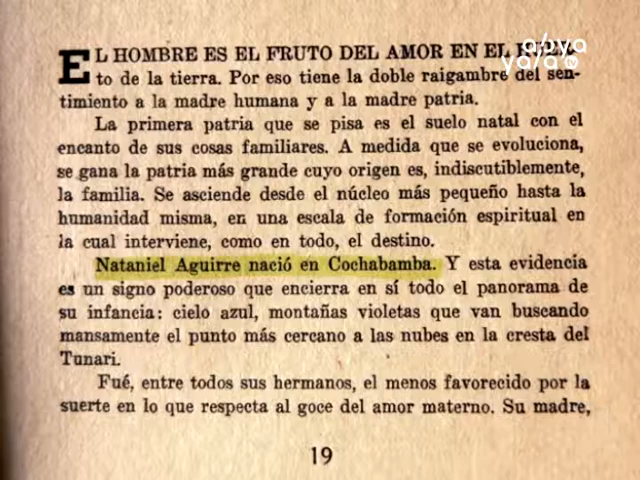 EL HOMBRE ES EL FRUTO DEL AMOR EN EL
to de la tierra. Por eso tiene la doble raigambre del sen-
timiento a la madre humana y a la madre patria.
La primera patria que se pisa es el suelo natal con el
encanto de sus cosas familiares. A medida que se evoluciona,
se gana la patria más grande cuyo origen es, indiscutiblemente,
la familia. Se asciende desde el núcleo más pequeño hasta la
humanidad misma, en una escala de formación espiritual en
la cual interviene, como en todo, el destino.
Nataniel Aguirre nació en Cochabamba. Y esta evidencia
es un signo poderoso que encierra en sí todo el panorama de
su infancia: cielo azul, montañas violetas que van buscando
mansamente el punto más cercano a las nubes en la cresta del
Tunari.
Fué, entre todos sus hermanos, el menos favorecido por la
suerte en lo que respecta al goce del amor materno. Su madre,
19